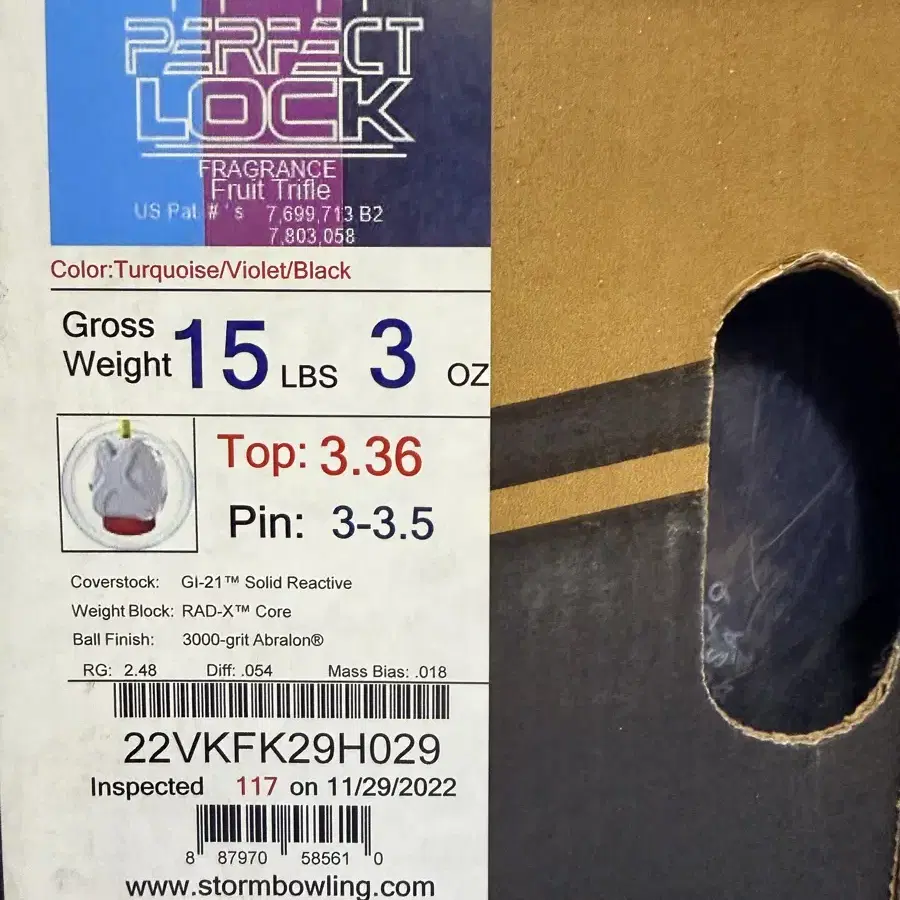 PERFECT
LOCK
FRAGRANCE
Fruit Trifle
US Pat. #'s 7,699,713 B2
7,803,058
Color:Turquoise/Violet/Black
Gross
Weight 15 LBS 3 OZ
Top: 3.36
Pin: 3-3.5
Coverstock: GI-21™ Solid Reactive
Weight Block: RAD-X™ Core
Ball Finish: 3000-grit Abralon®
RG: 2.48 Diff: .054 Mass Bias: .018
22VKFK29H029
Inspected 117 on 11/29/2022
8 87970 58561 0
www.stormbowling.com